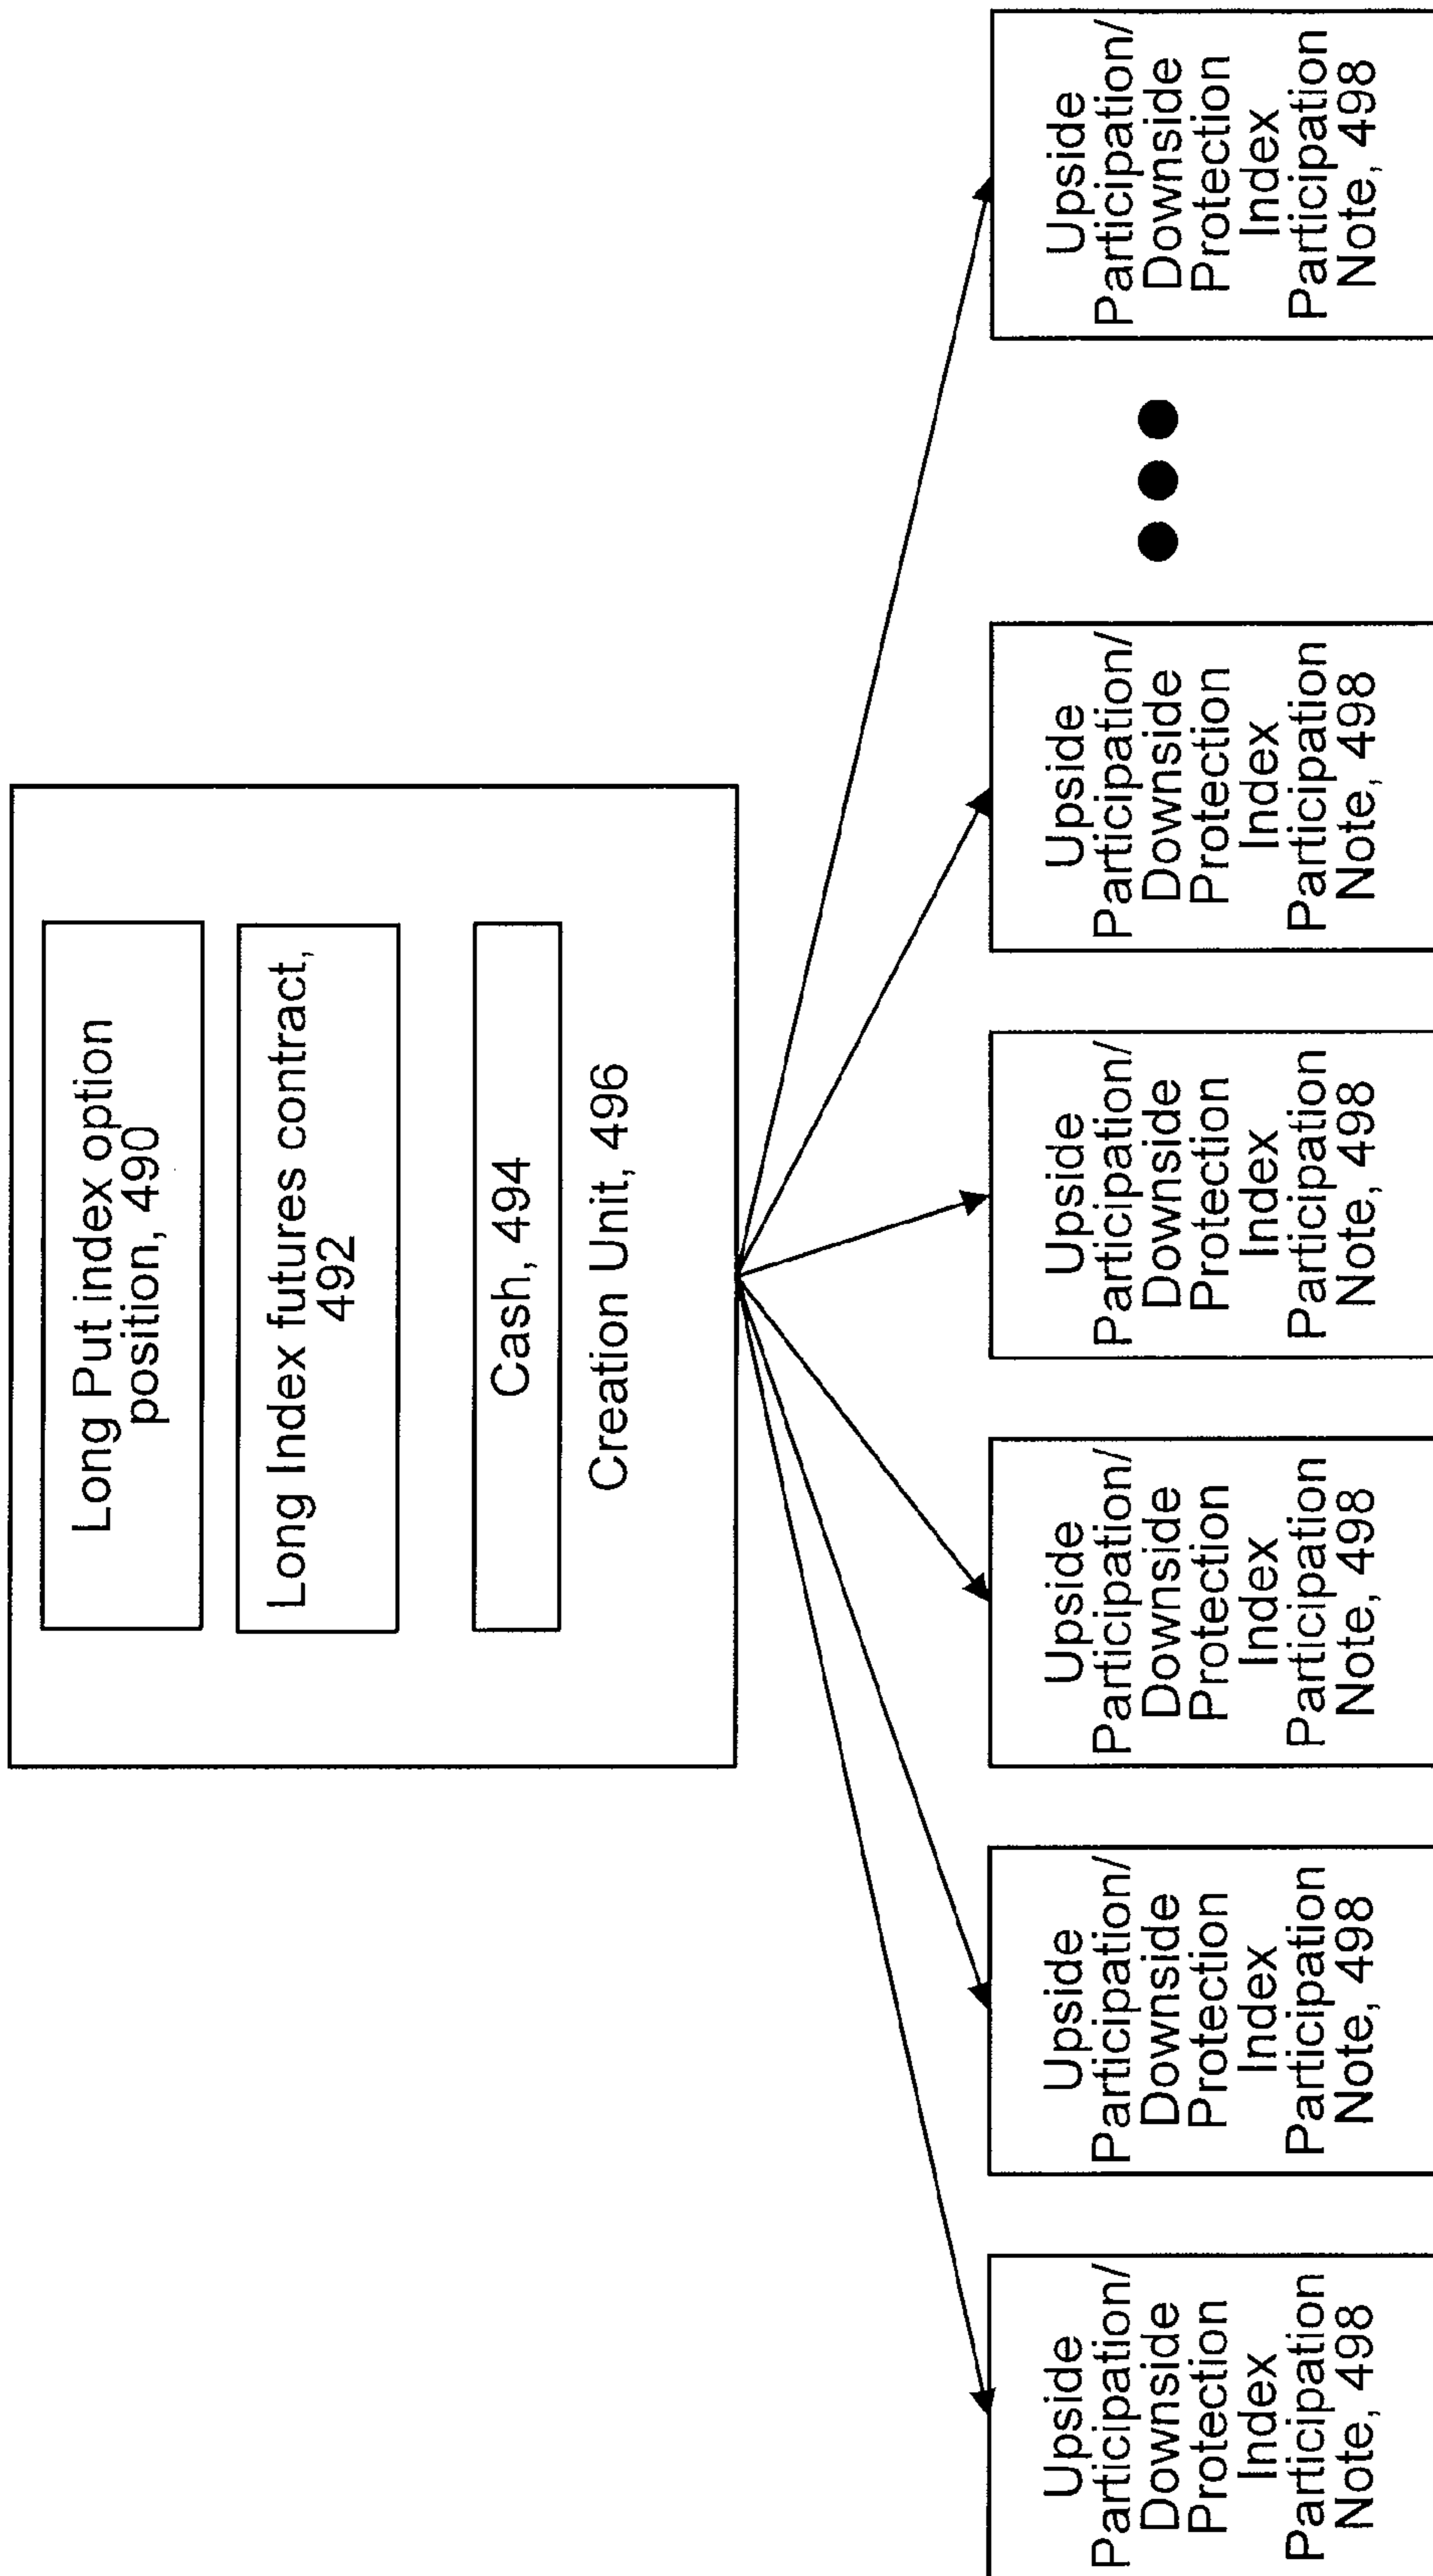 Long Put index option
position, 490
Long Index futures contract,
492
Cash, 494
Creation Unit, 496
Upside
Participation/
Downside
Protection
Index
Participation
Note, 498
Upside
Participation/
Downside
Protection
Index
Participation
Note, 498
Upside
Participation/
Downside
Protection
Index
Participation
Note, 498
Upside
Participation/
Downside
Protection
Index
Participation
Note, 498
Upside
Participation/
Downside
Protection
Index
Participation
Note, 498
Upside
Participation/
Downside
Protection
Index
Participation
Note, 498